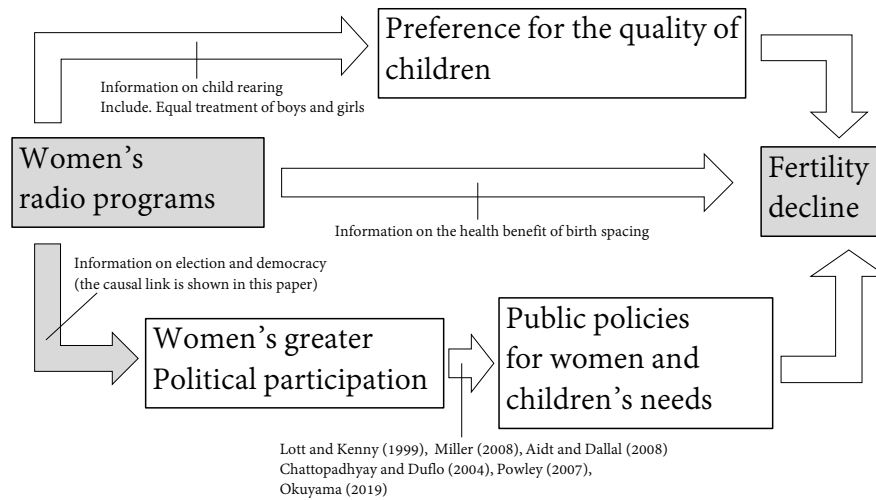 Preference for the quality of
children
Information on child rearing
Include. Equal treatment of boys and girls
Women's
radio programs
Fertility
decline
Information on the health benefit of birth spacing
Information on election and democracy
(the causal link is shown in this paper)
Women's greater
Political participation
Public policies
for women and
children's needs
Lott and Kenny (1999),  Miller (2008), Aidt and Dallal (2008)
Chattopadhyay and Duflo (2004), Powley (2007),
Okuyama (2019)